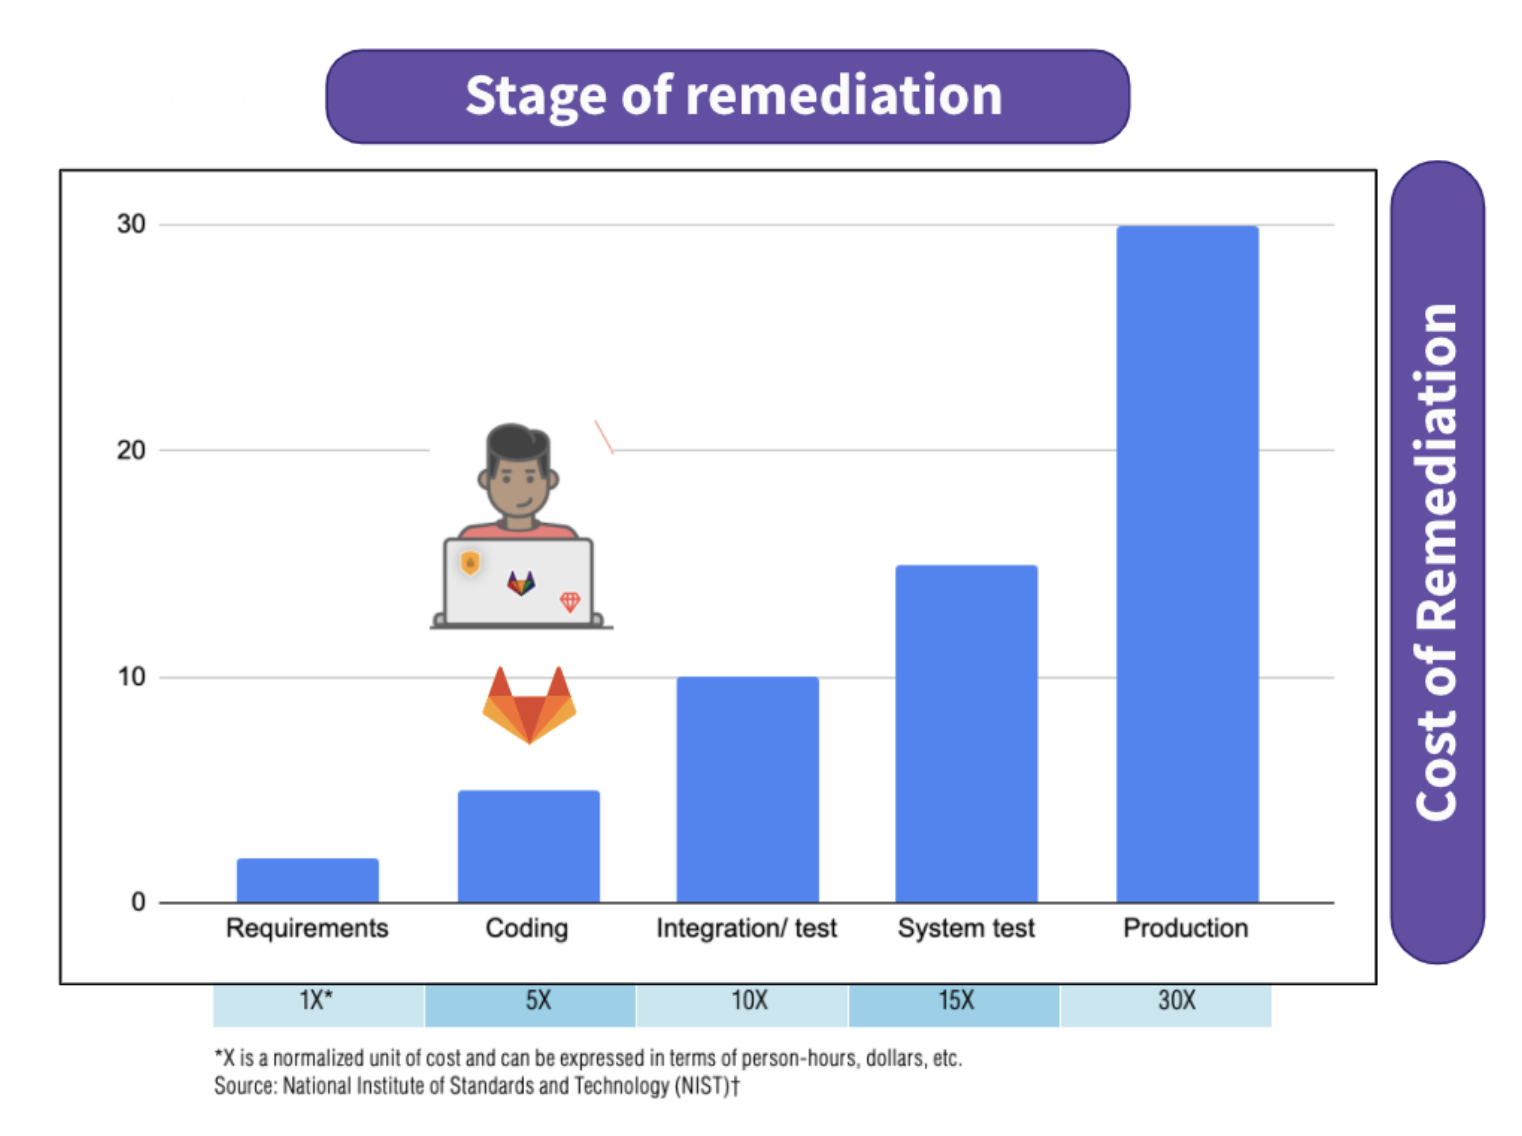 Stage of remediation
30
20
10
0
Requirements
Coding
Integration/ test
System test
Production
Cost of Remediation
1X*
5X
10X
15X
30X
*X is a normalized unit of cost and can be expressed in terms of person-hours, dollars, etc.
Source: National Institute of Standards and Technology (NIST)†